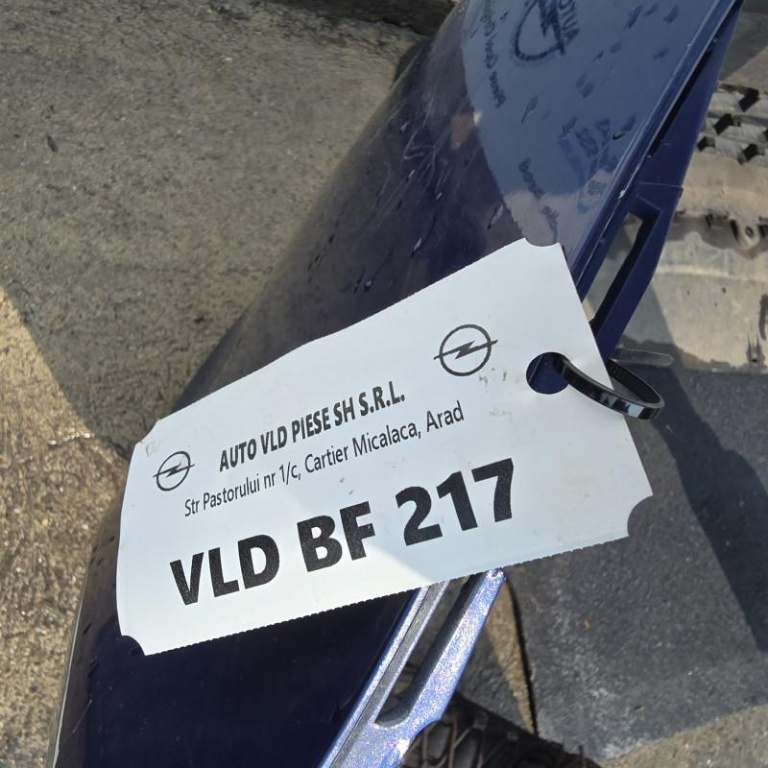 AUTO VLD PIESE SH S.R.L.
Str Pastorului nr 1/c, Cartier Micalaca, Arad
VLD BF 217